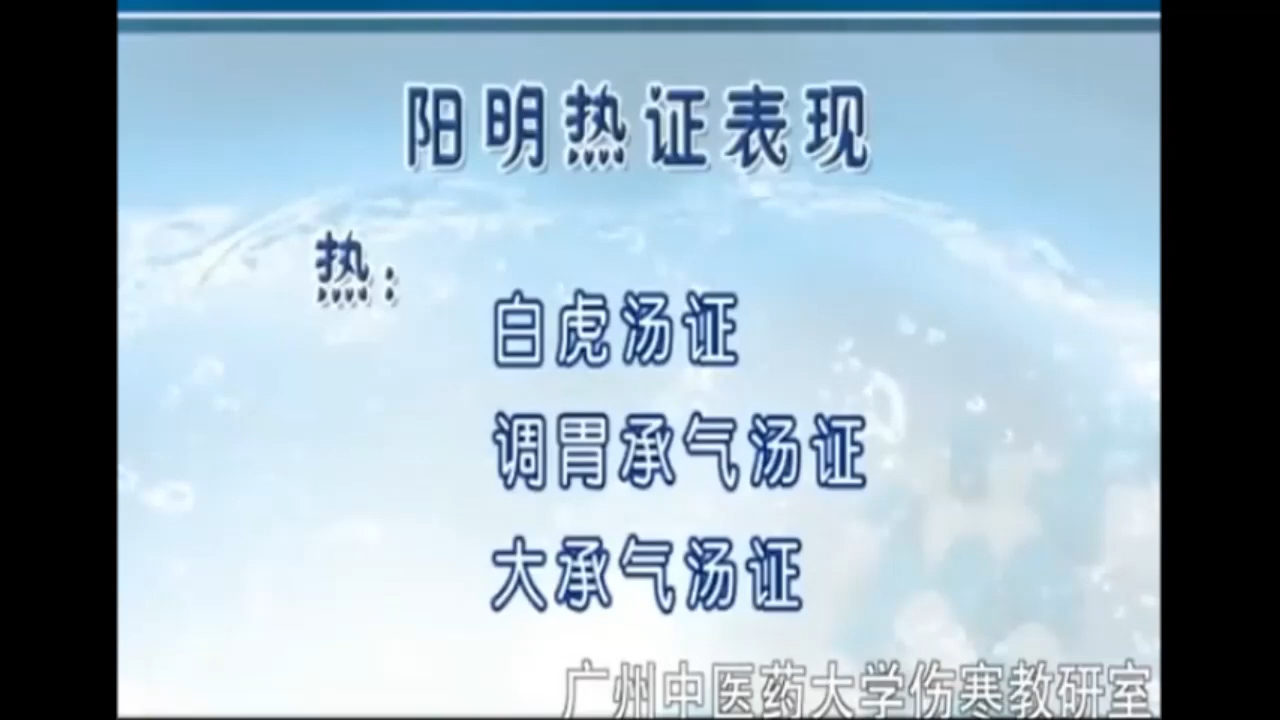 阳明热证表现
热：
白虎汤证
调胃承气汤证
大承气汤证
广州中医药大学伤寒教研室